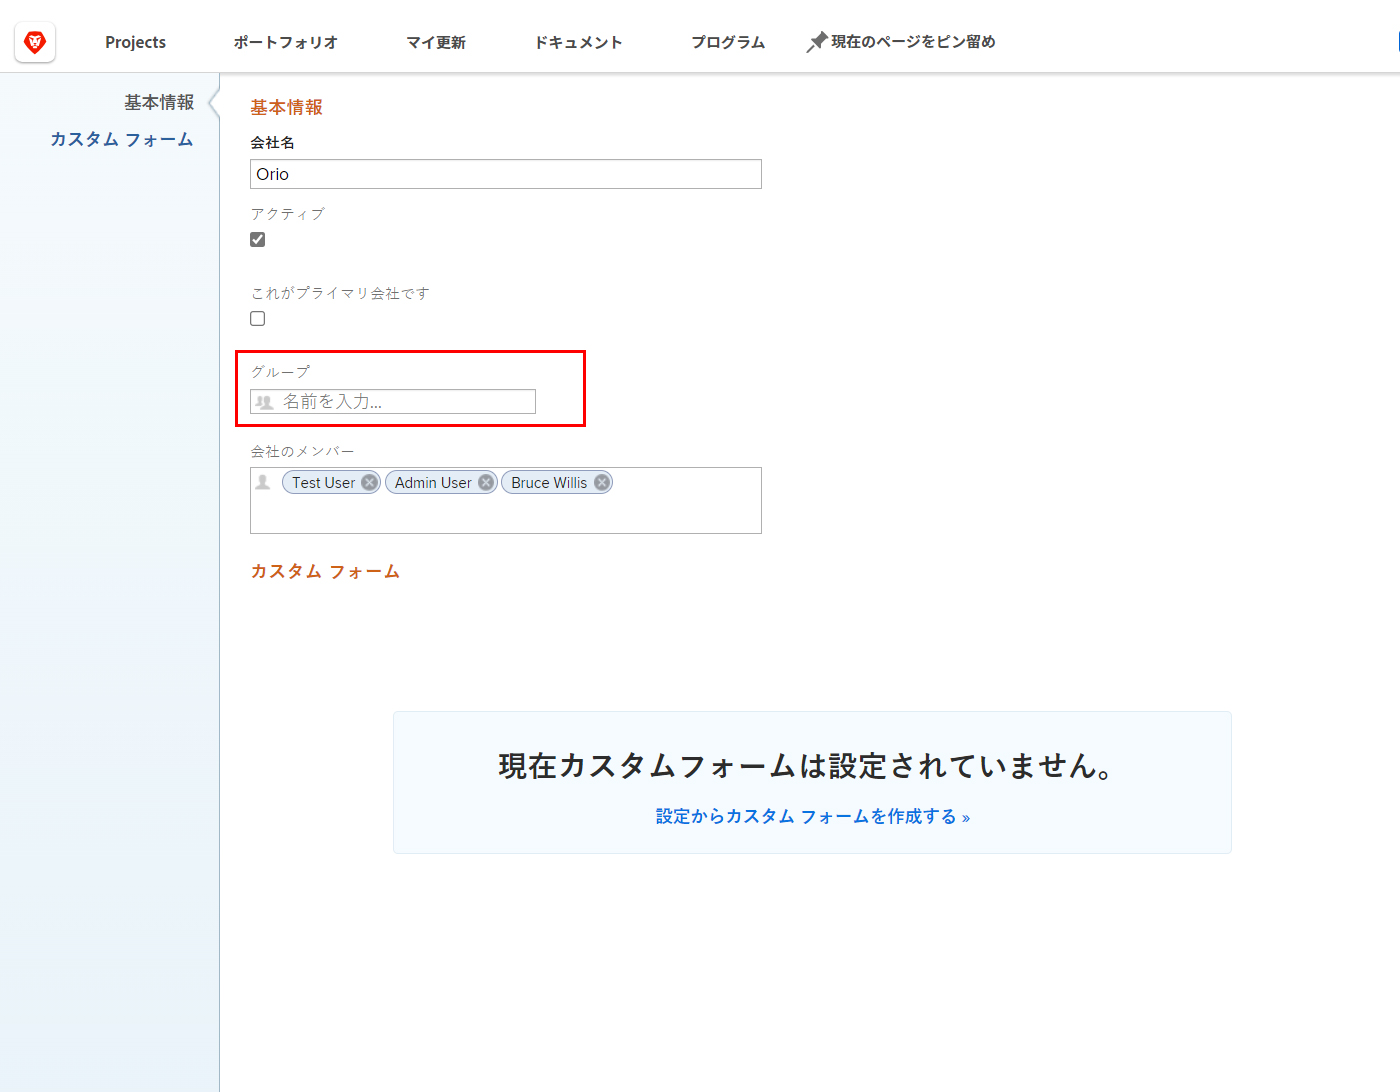 Projects ポートフォリオ マイ更新 ドキュメント プログラム 現在のページをピン留め
基本情報
カスタム フォーム
基本情報
会社名
Orio
アクティブ
これがプライマリ会社です
グループ
名前を入力...
会社のメンバー
Test User Admin User Bruce Willis
カスタム フォーム
現在カスタムフォームは設定されていません。
設定からカスタム フォームを作成する »